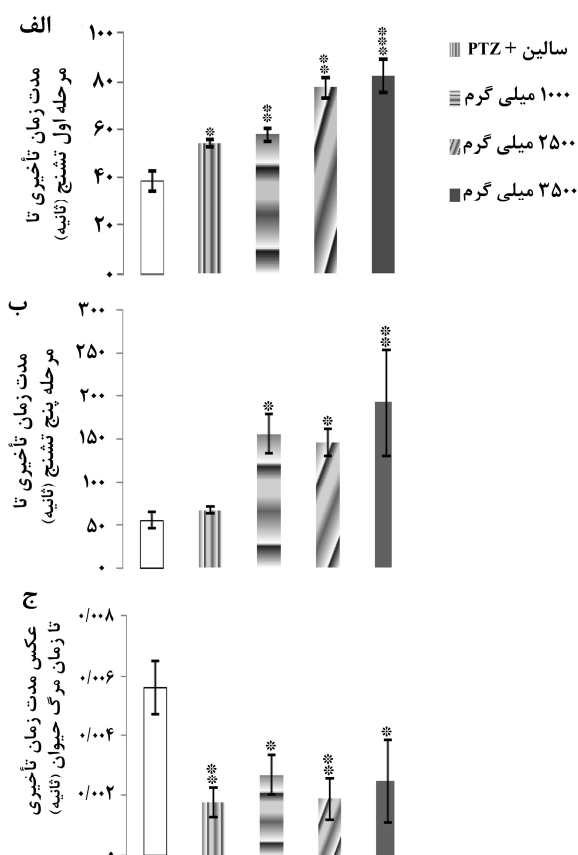 الف
۱۰۰
۸۰
۶۰
۴۰
۲۰
۰
مدت زمان تأخیری تا
مرحله اول تشنج (ثانیه)
※
※※
※※
※※※
سالین + PTZ
۱۰۰۰ میلی گرم
۲۵۰۰ میلی گرم
۳۵۰۰ میلی گرم
ب
۳۰۰
۲۵۰
۲۰۰
۱۵۰
۱۰۰
۵۰
۰
مدت زمان تأخیری تا
مرحله پنج تشنج (ثانیه)
※
※
※※
ج
۰/۰۰۸
۰/۰۰۶
۰/۰۰۴
۰/۰۰۲
۰
عکس مدت زمان تأخیری
تا زمان مرگ حیوان (ثانیه)
※※
※
※※
※